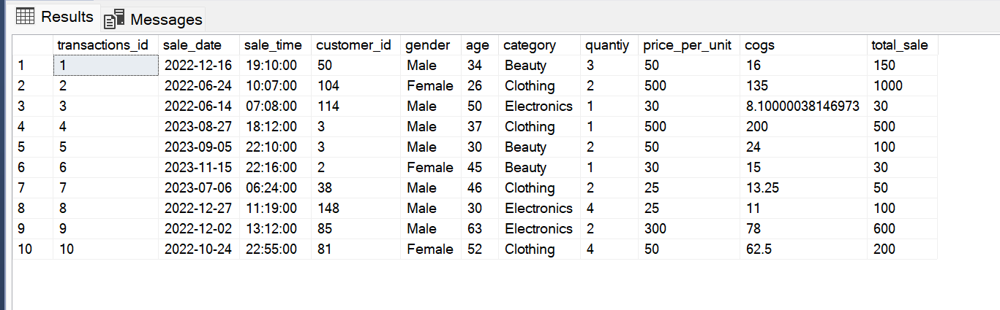 Results Messages
transactions_id sale_date sale_time customer_id gender age category quantiy price_per_unit cogs total_sale
1 1 2022-12-16 19:10:00 50 Male 34 Beauty 3 50 16 150
2 2 2022-06-24 10:07:00 104 Female 26 Clothing 2 500 135 1000
3 3 2022-06-14 07:08:00 114 Male 50 Electronics 1 30 8.10000038146973 30
4 4 2023-08-27 18:12:00 3 Male 37 Clothing 1 500 200 500
5 5 2023-09-05 22:10:00 3 Male 30 Beauty 2 50 24 100
6 6 2023-11-15 22:16:00 2 Female 45 Beauty 1 30 15 30
7 7 2023-07-06 06:24:00 38 Male 46 Clothing 2 25 13.25 50
8 8 2022-12-27 11:19:00 148 Male 30 Electronics 4 25 11 100
9 9 2022-12-02 13:12:00 85 Male 63 Electronics 2 300 78 600
10 10 2022-10-24 22:55:00 81 Female 52 Clothing 4 50 62.5 200